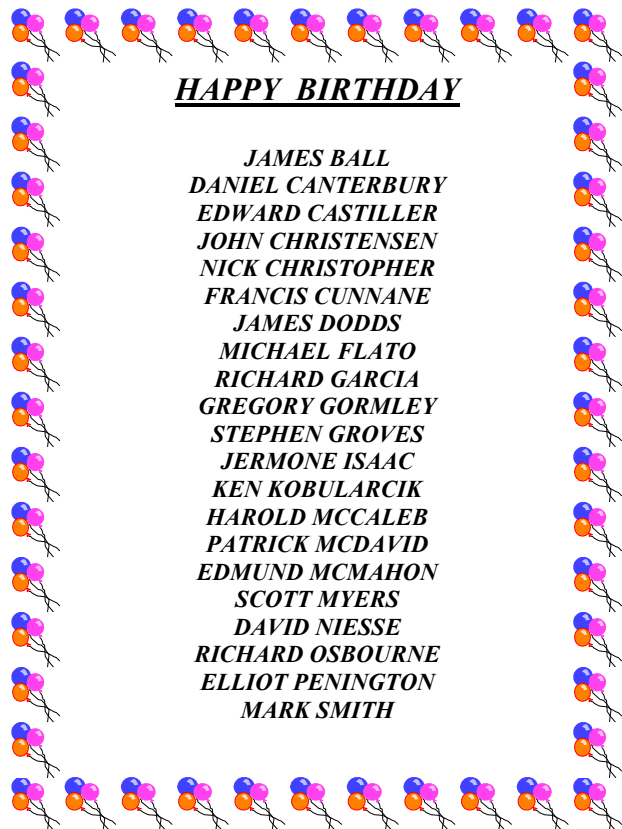 HAPPY BIRTHDAY
JAMES BALL
DANIEL CANTERBURY
EDWARD CASTILLER
JOHN CHRISTENSEN
NICK CHRISTOPHER
FRANCIS CUNNANE
JAMES DODDS
MICHAEL FLATO
RICHARD GARCIA
GREGORY GORMLEY
STEPHEN GROVES
JERMONE ISAAC
KEN KOBULARCIK
HAROLD MCCALEB
PATRICK MCDAVID
EDMUND MCMAHON
SCOTT MYERS
DAVID NIESSE
RICHARD OSBOURNE
ELLIOT PENINGTON
MARK SMITH